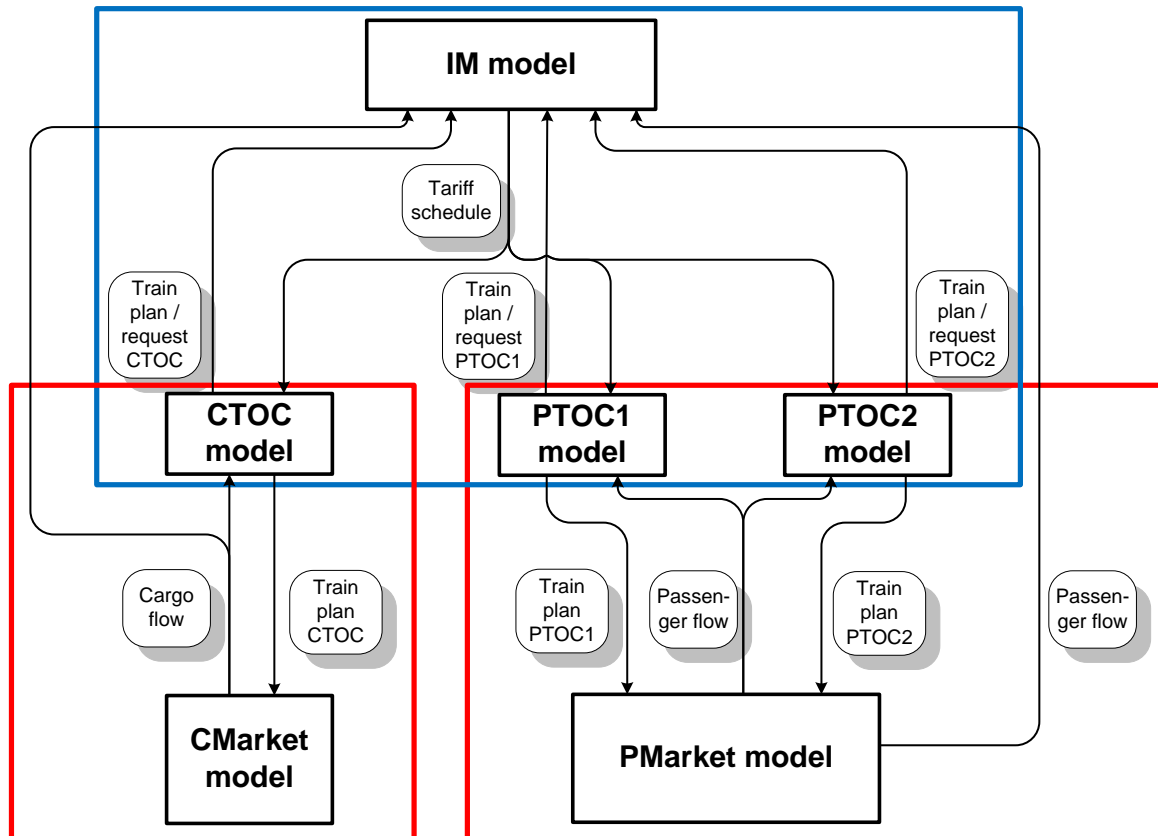 IM model
Tariff
schedule
Train
plan /
request
CTOC
Train
plan /
request
PTOC1
Train
plan /
request
PTOC2
CTOC
model
PTOC1
model
PTOC2
model
Cargo
flow
Train
plan
CTOC
Train
plan
PTOC1
Passen-
ger flow
Train
plan
PTOC2
Passen-
ger flow
CMarket
model
PMarket model